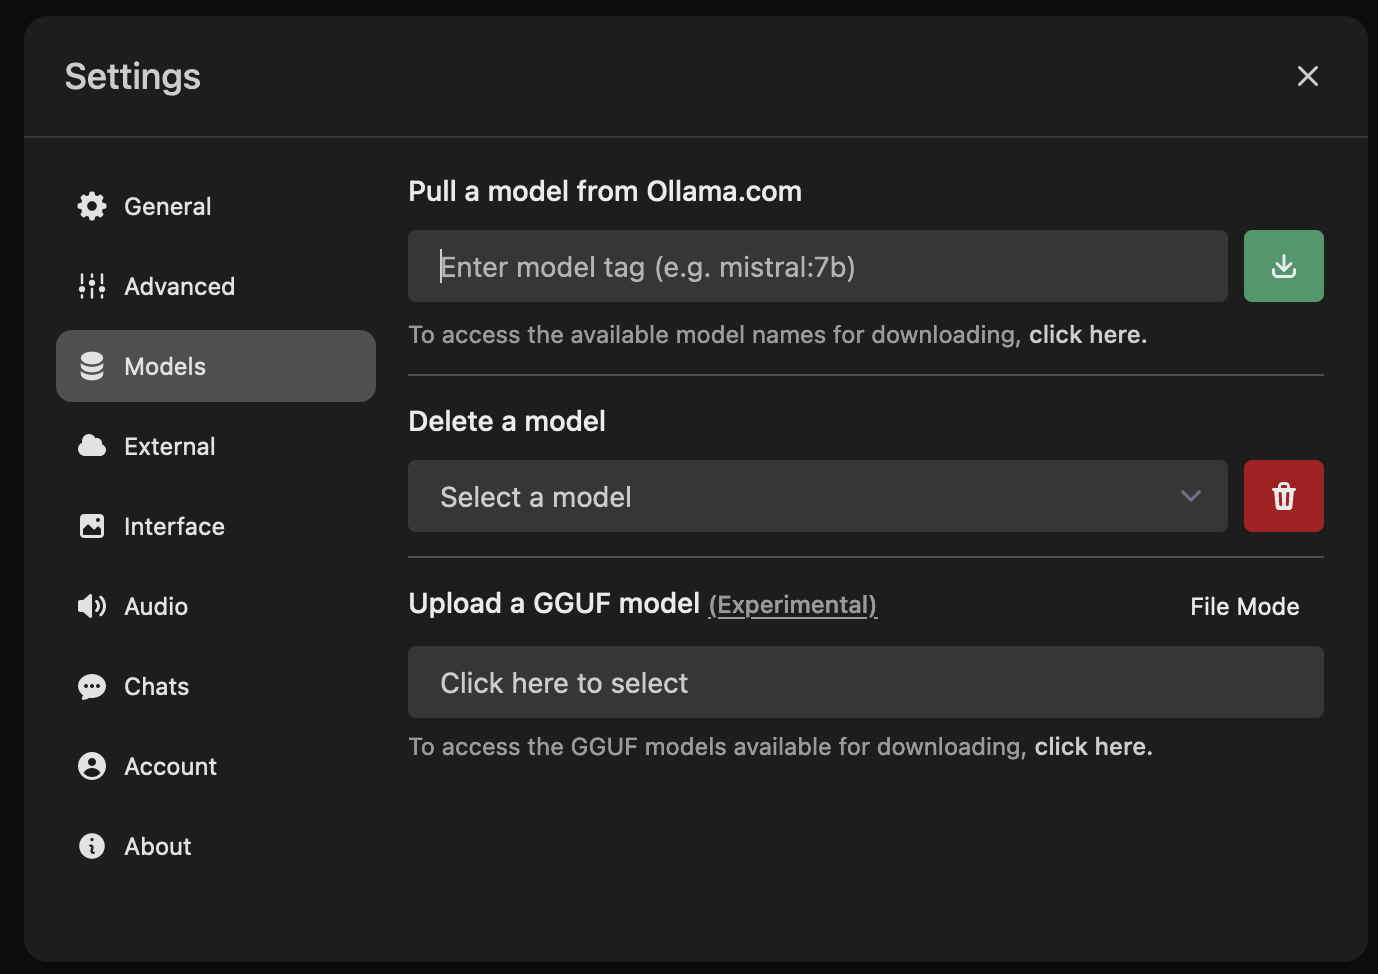 Settings
General
Advanced
Models
External
Interface
Audio
Chats
Account
About
Pull a model from Ollama.com
Enter model tag (e.g. mistral:7b)
To access the available model names for downloading, click here.
Delete a model
Select a model
Upload a GGUF model (Experimental)
File Mode
Click here to select
To access the GGUF models available for downloading, click here.